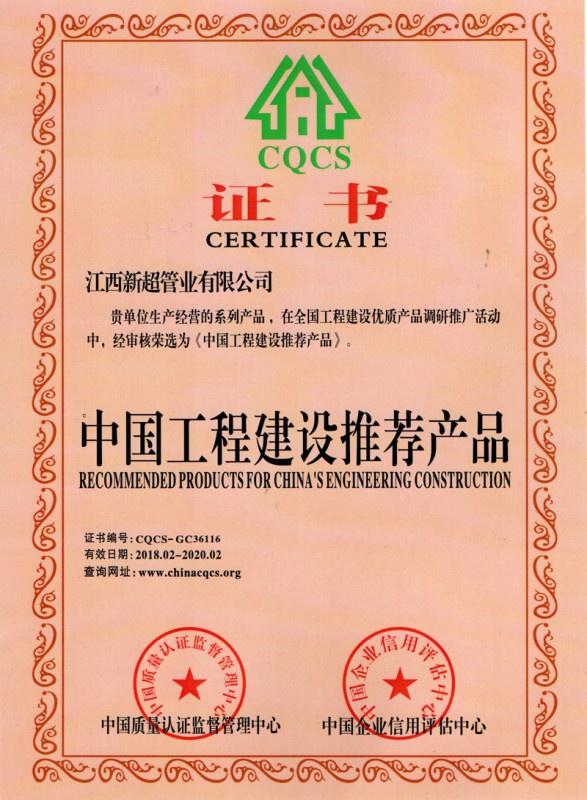 CQCS
证书
CERTIFICATE
江西新超管业有限公司
贵单位生产经营的系列产品，在全国工程建设优质产品调研推广活动
中，经审核荣选为《中国工程建设推荐产品》。
中国工程建设推荐产品
RECOMMENDED PRODUCTS FOR CHINA'S ENGINEERING CONSTRUCTION
证书编号：CQCS-GC36116
有效日期：2018.02-2020.02
查询网址：www.chinacqcs.org
中国质量认证监督管理中心
中国企业信用评估中心
中国质量认证监督管理中心
中国企业信用评估中心